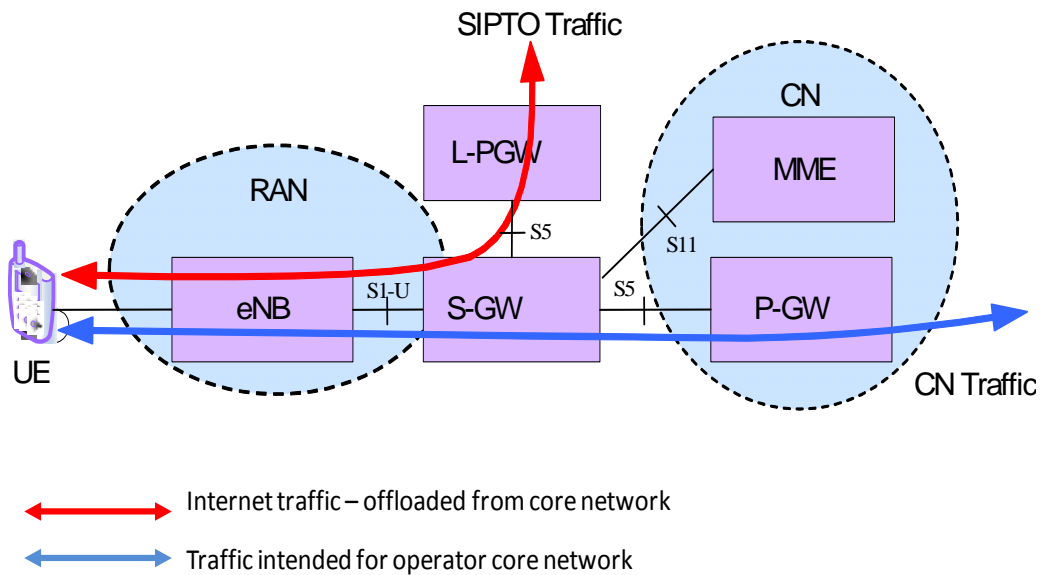 SIPTO Traffic
CN
L-PGW
MME
RAN
S5
S11
S1-U
S5
eNB
S-GW
P-GW
UE
CN Traffic
Internet traffic – offloaded from core network
Traffic intended for operator core network